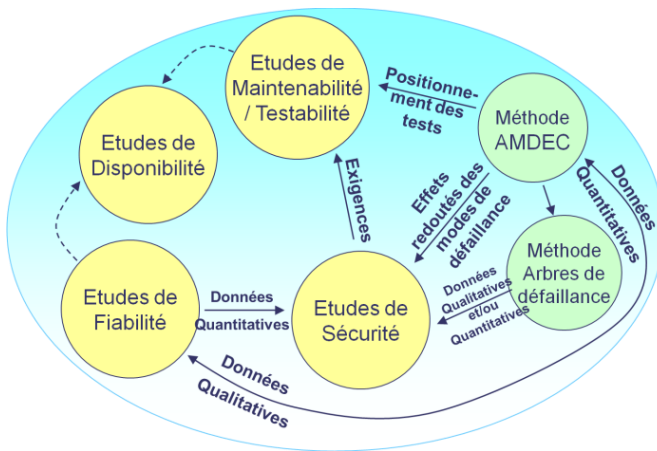 Etudes de
Maintenabilité
/ Testabilité
Positionne-
ment des
tests
Méthode
AMDEC
Etudes de
Disponibilité
Exigences
Effets
redoutés des
modes de
défaillance
Données
Quantitatives
Méthode
Arbres de
défaillance
Etudes de
Fiabilité
Données
Quantitatives
Etudes de
Sécurité
Données
Qualitatives
et/ou
Quantitatives
Données
Qualitatives